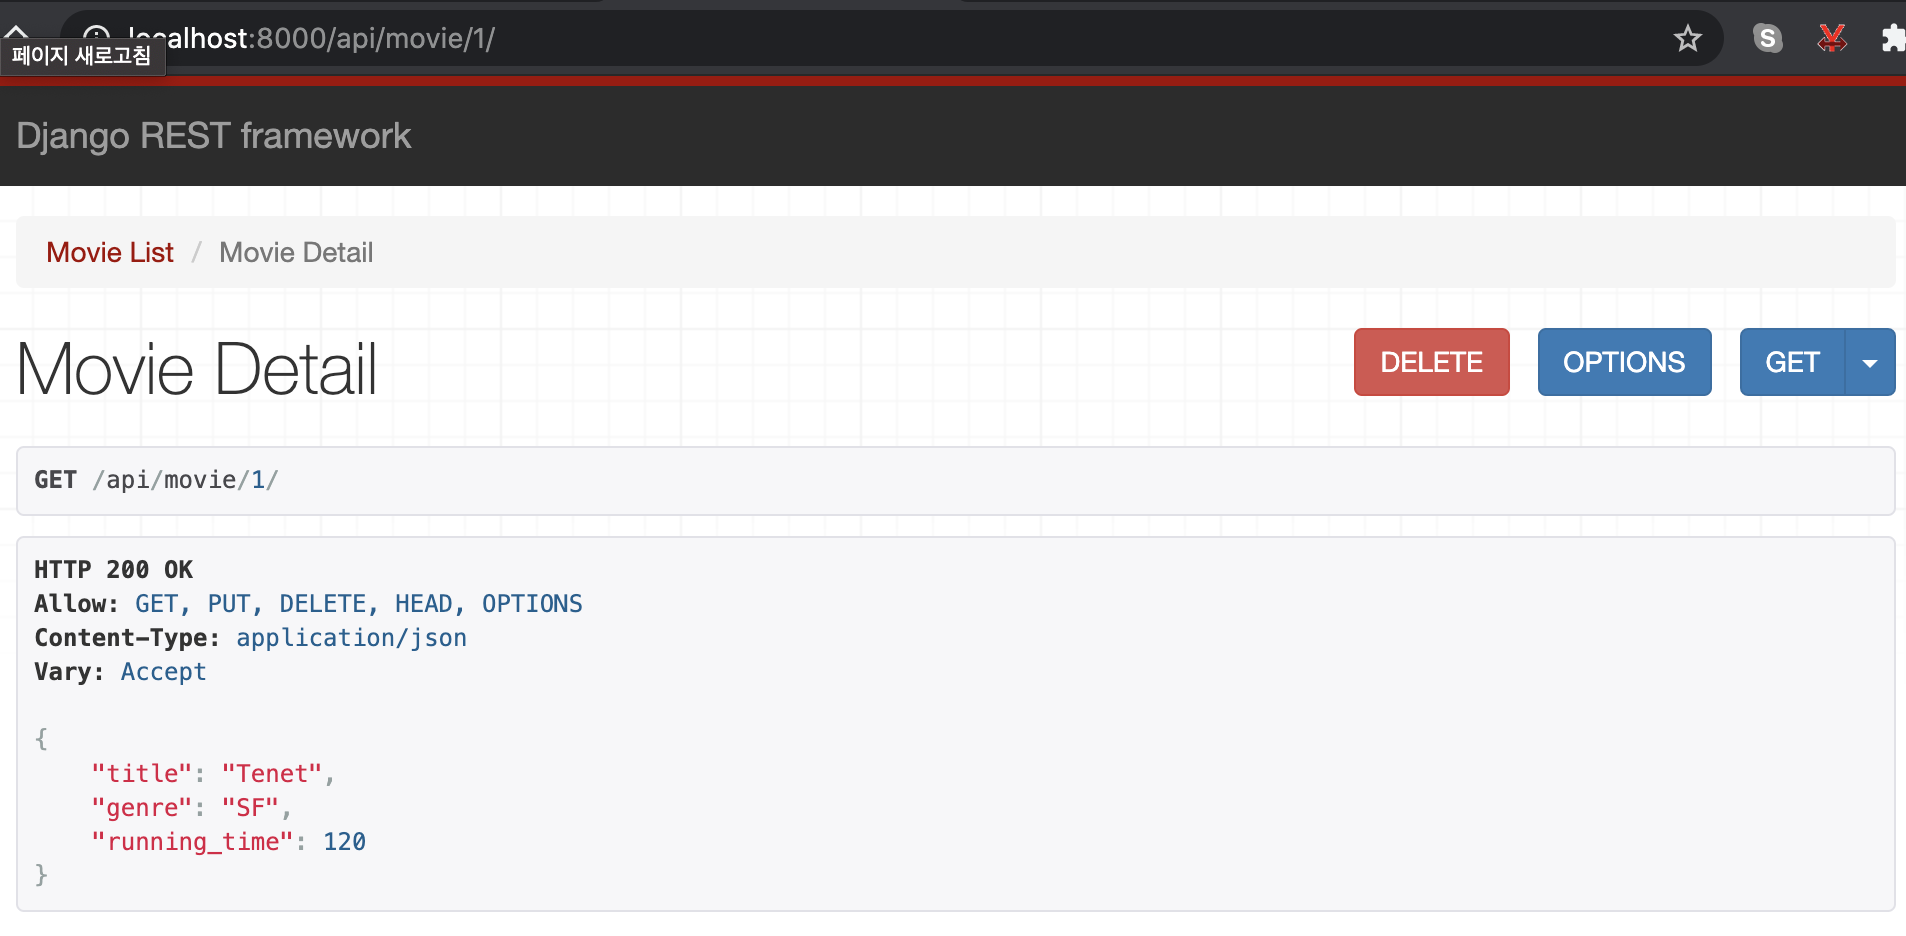 localhost:8000/api/movie/1/
페이지 새로고침
S
Django REST framework
Movie List / Movie Detail
Movie Detail
DELETE
OPTIONS
GET
GET /api/movie/1/
HTTP 200 OK
Allow: GET, PUT, DELETE, HEAD, OPTIONS
Content-Type: application/json
Vary: Accept
{
    "title": "Tenet",
    "genre": "SF",
    "running_time": 120
}